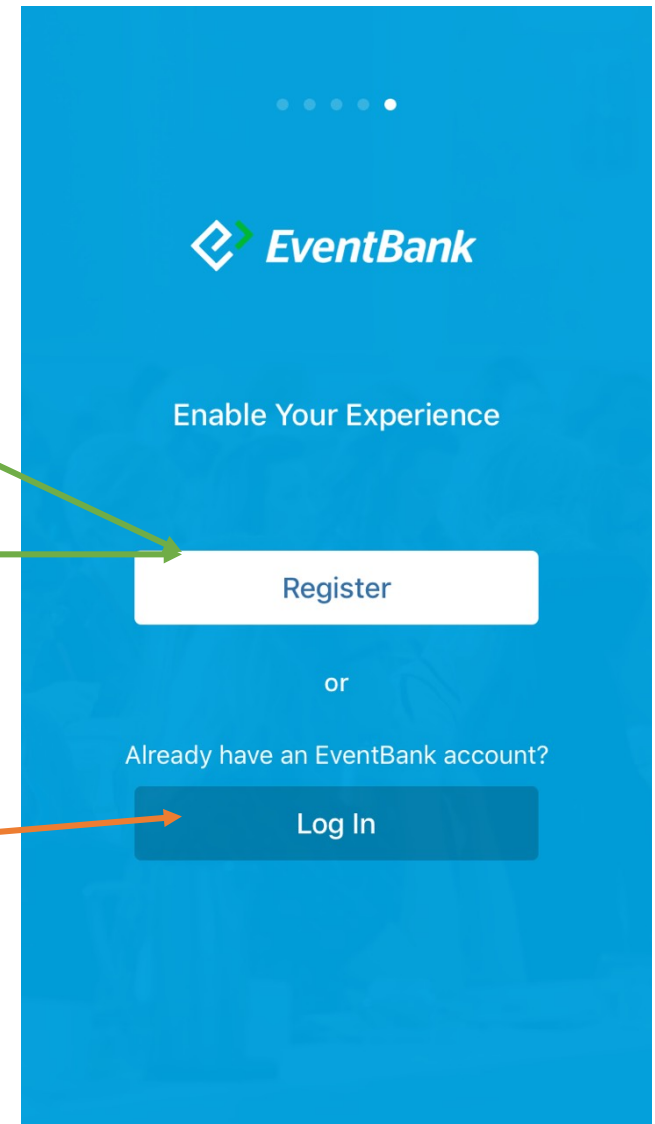 EventBank
Enable Your Experience
Register
or
Already have an EventBank account?
Log In